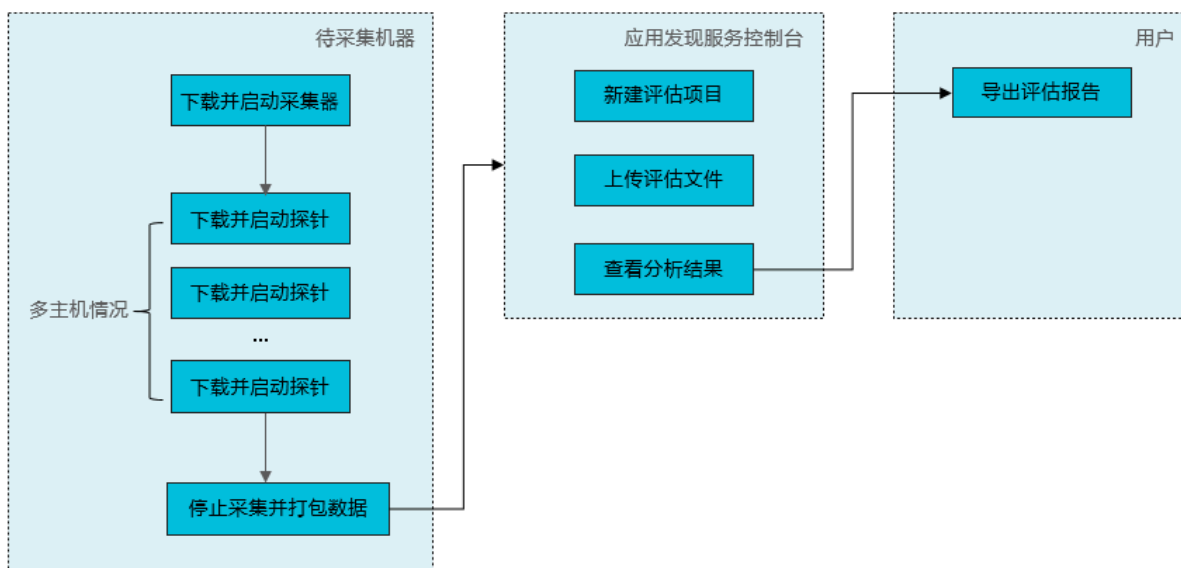 待采集机器
下载并启动采集器
下载并启动探针
下载并启动探针
多主机情况
...
下载并启动探针
停止采集并打包数据
应用发现服务控制台
新建评估项目
上传评估文件
查看分析结果
用户
导出评估报告